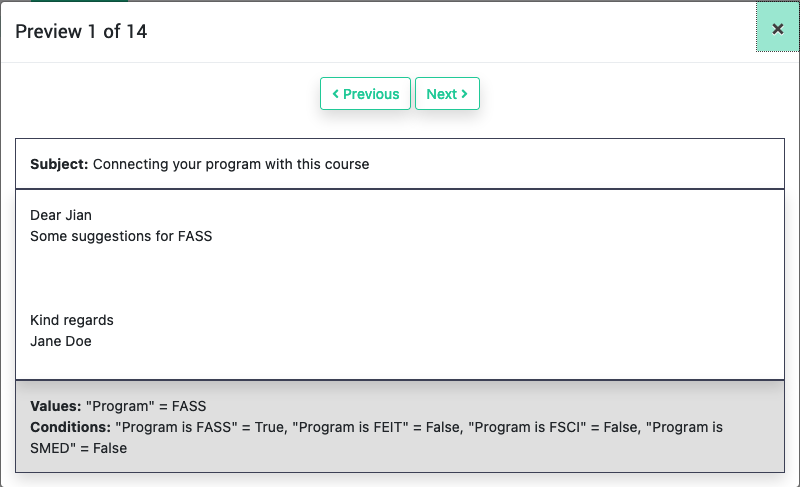 Preview 1 of 14
×
Previous Next
Subject: Connecting your program with this course
Dear Jian
Some suggestions for FASS
Kind regards
Jane Doe
Values: "Program" = FASS
Conditions: "Program is FASS" = True, "Program is FEIT" = False, "Program is FSCI" = False, "Program is
SMED" = False